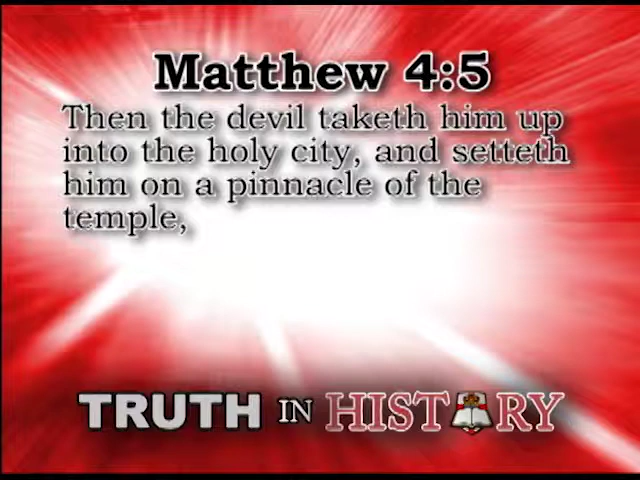 Matthew 4:5
Then the devil taketh him up
into the holy city, and setteth
him on a pinnacle of the
temple,
TRUTH IN HISTORY